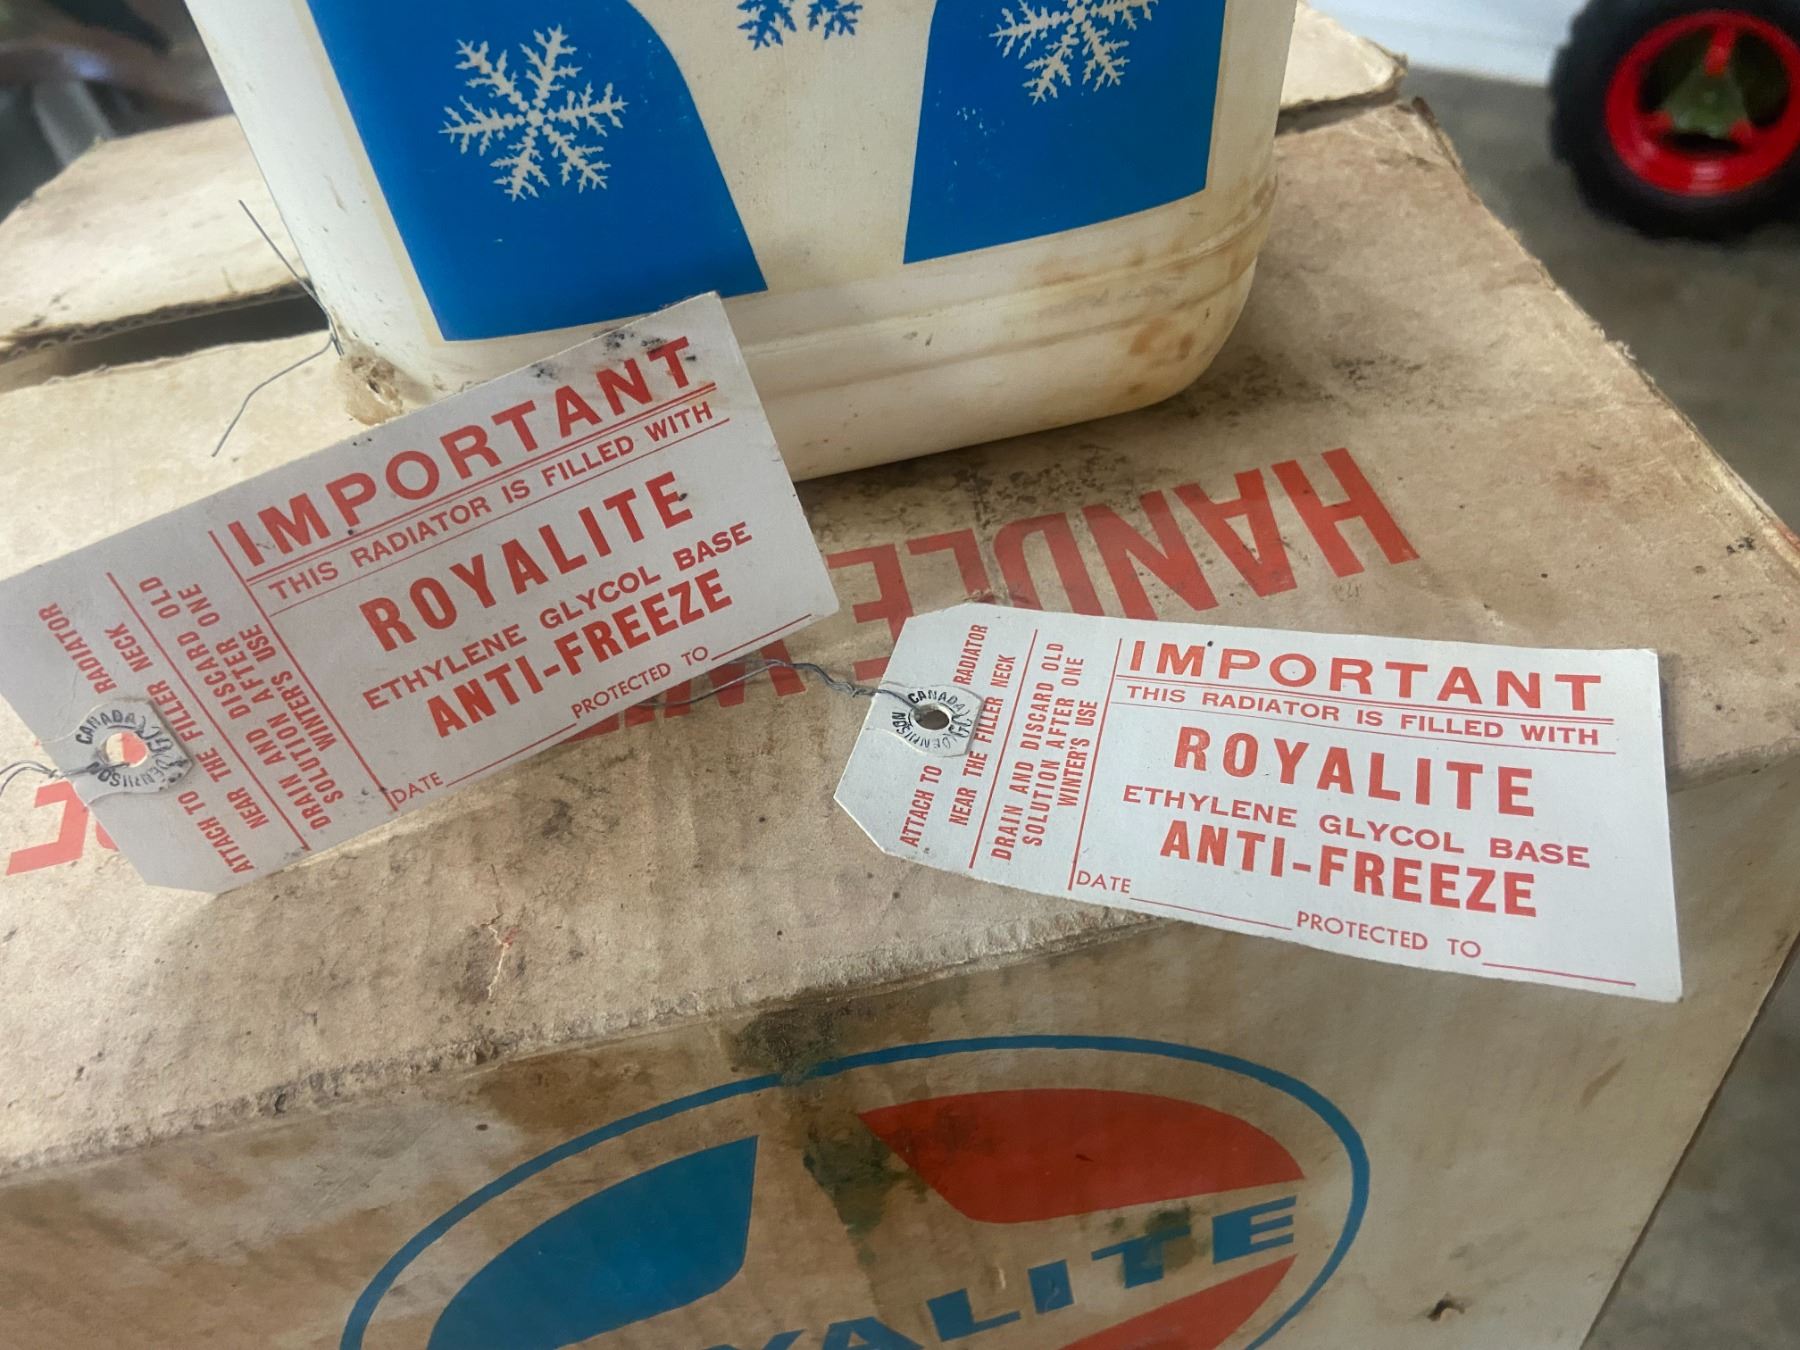 IMPORTANT
THIS RADIATOR IS FILLED WITH
ROYALITE
ETHYLENE GLYCOL BASE
ANTI-FREEZE
DATE
PROTECTED TO
ATTACH TO RADIATOR
NEAR THE FILLER NECK
DRAIN AND DISCARD OLD
SOLUTION AFTER ONE
WINTER'S USE
CANADA
DENNISON
IMPORTANT
THIS RADIATOR IS FILLED WITH
ROYALITE
ETHYLENE GLYCOL BASE
ANTI-FREEZE
DATE
PROTECTED TO
ATTACH TO RADIATOR
NEAR THE FILLER NECK
DRAIN AND DISCARD OLD
SOLUTION AFTER ONE
WINTER'S USE
CANADA
DENNISON
HANDLE
YALITE